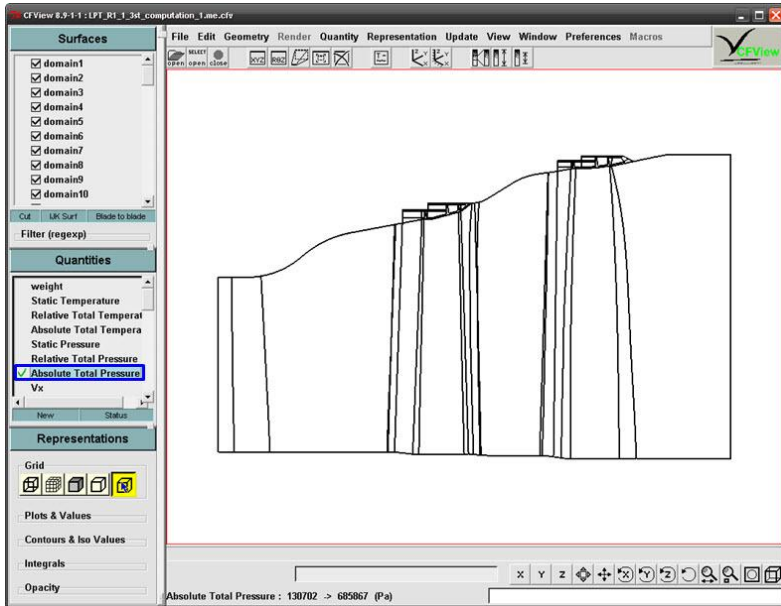 CFView 8.9-1-1 : LPT_R1_1_3st_computation_1.me.cfv
Surfaces
domain1
domain2
domain3
domain4
domain5
domain6
domain7
domain8
domain9
domain10
Cut IJK Surf Blade to blade
Filter (regexp)
Quantities
weight
Static Temperature
Relative Total Temperat
Absolute Total Tempera
Static Pressure
Relative Total Pressure
Absolute Total Pressure
Vx
New Status
Representations
Grid
Plots & Values
Contours & Iso Values
Integrals
Opacity
File Edit Geometry Render Quantity Representation Update View Window Preferences Macros
SELECT
open open close
XYZ
CFView
X Y Z X Y Z
Absolute Total Pressure : 130702 -> 685867 (Pa)